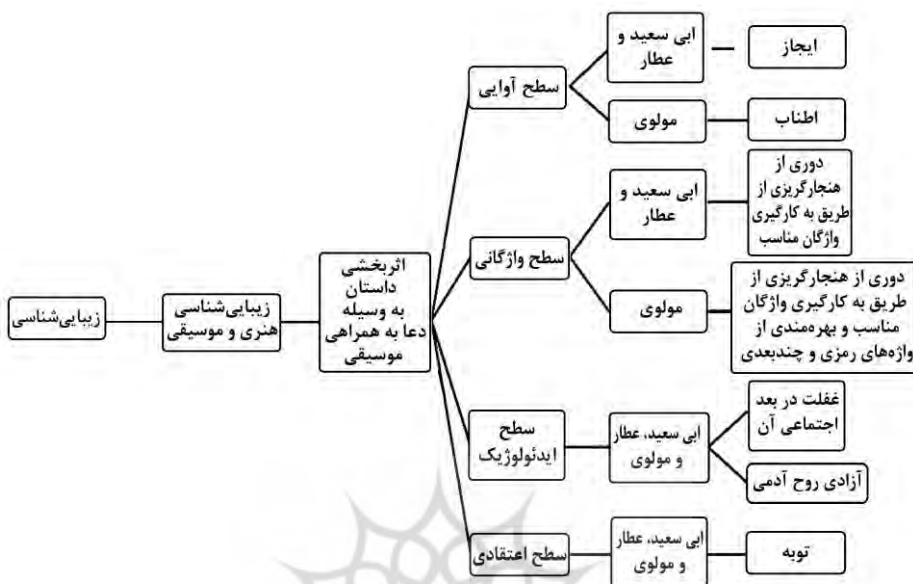 زیبایی‌شناسی
زیبایی‌شناسی
هنری و موسیقی
اثربخشی
داستان
به وسیله
دعا به همراهی
موسیقی
سطح آوایی
ابی سعید و
عطار
ایجاز
مولوی
اطناب
سطح واژگانی
ابی سعید و
عطار
دوری از
هنجارگریزی از
طریق به کارگیری
واژگان مناسب
مولوی
دوری از هنجارگریزی از
طریق به کارگیری واژگان
مناسب و بهره‌مندی از
واژه‌های رمزی و چندبعدی
سطح
ایدئولوژیک
ابی سعید، عطار
و مولوی
غفلت در بعد
اجتماعی آن
آزادی روح آدمی
سطح اعتقادی
ابی سعید، عطار
و مولوی
توبه